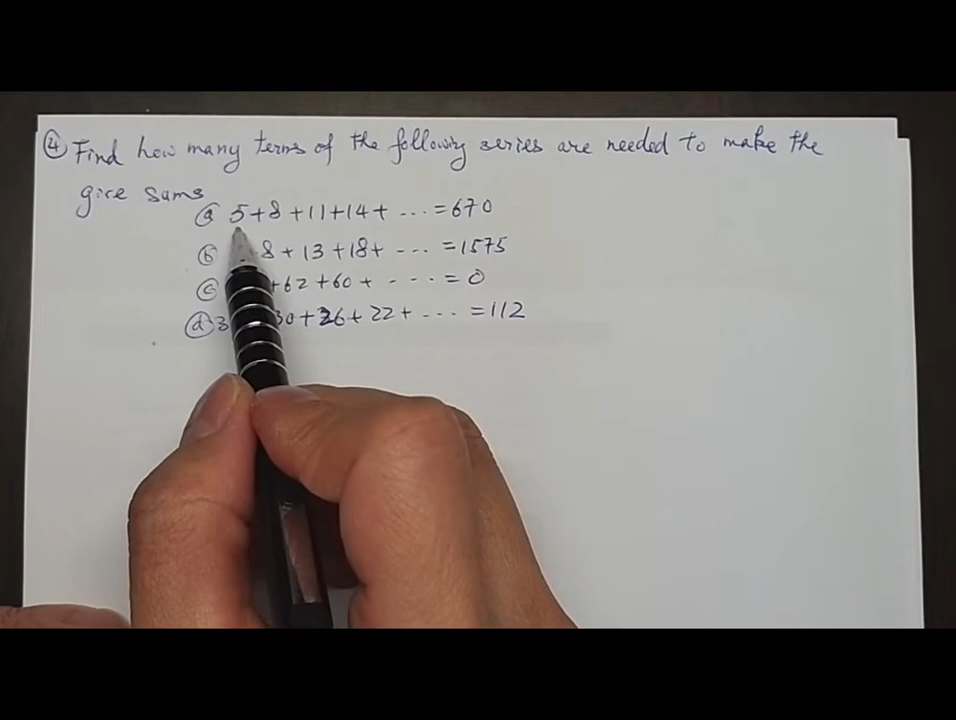 ④ Find how many terms of the following series are needed to make the
give sums
ⓐ 5+8+11+14+ ... =670
ⓑ 8+13+18+ ... =1575
ⓒ +62+60+ ... =0
ⓓ 3 30+26+22+ ... =112